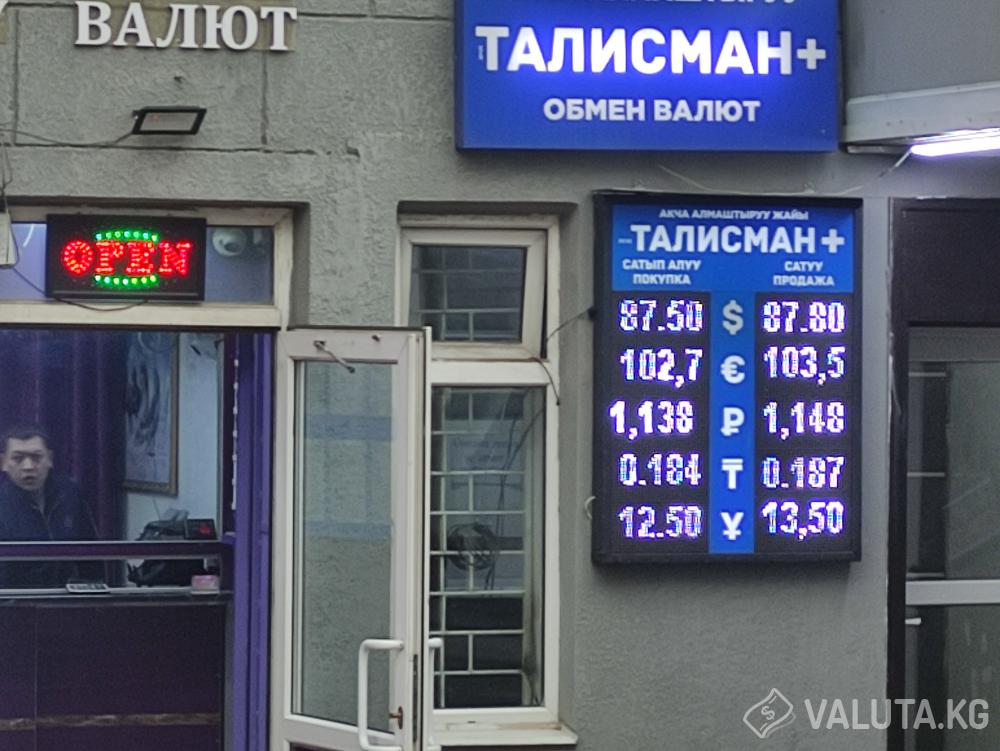 ВАЛЮТ
ТАЛИСМАН+
ОБМЕН ВАЛЮТ
OPEN
АКЧА АЛМАШТЫРУУ ЖАЙЫ
ТАЛИСМАН+
САТЫП АЛУУ САТУУ
ПОКУПКА ПРОДАЖА
87.50 $ 87.80
102,7 € 103,5
1,138 ₽ 1,148
0.184 ₸ 0.187
12.50 ¥ 13,50
VALUTA.KG